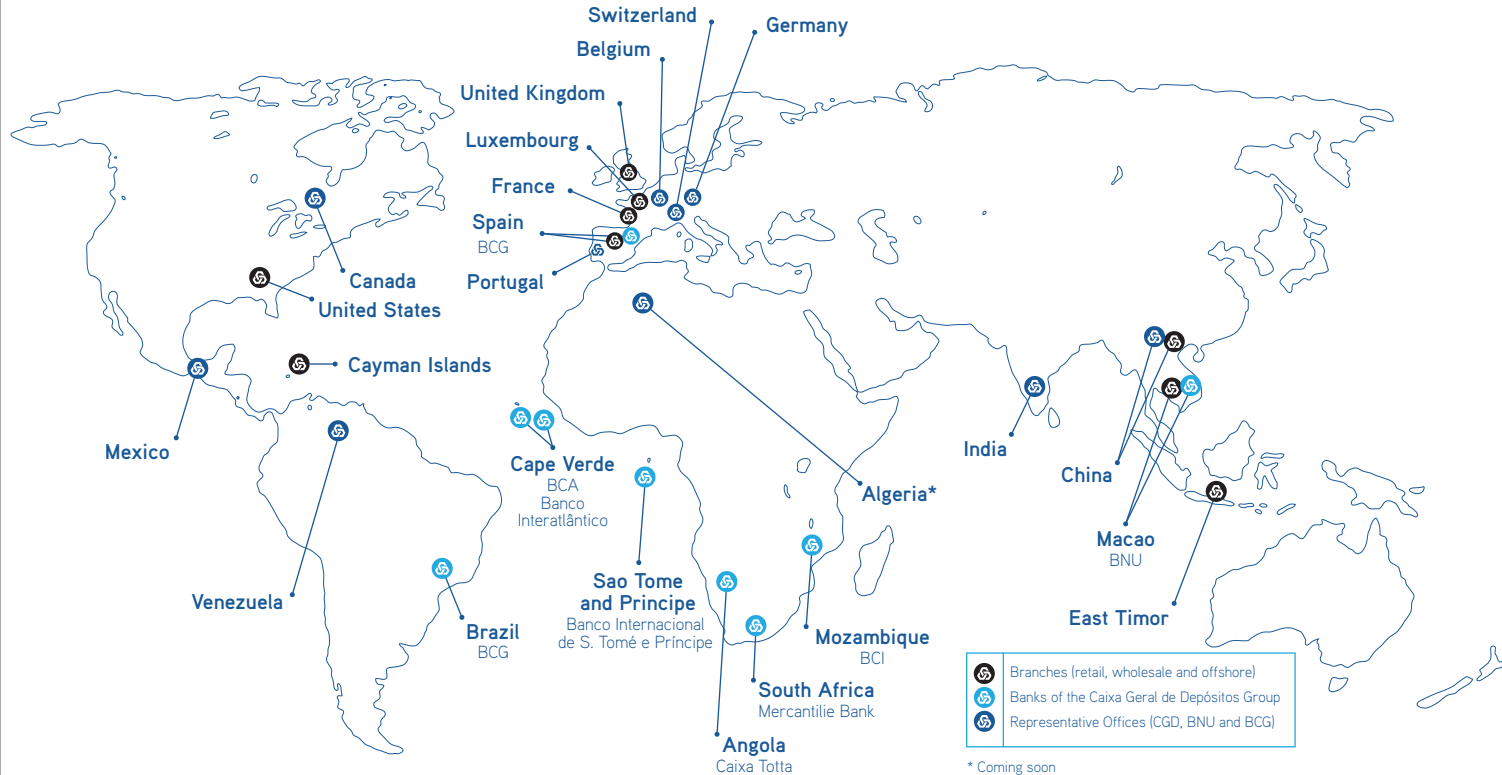 Switzerland
Germany
Belgium
United Kingdom
Luxembourg
France
Spain
BCG
Portugal
Canada
United States
Cayman Islands
Mexico
Cape Verde
BCA
Banco
Interatlântico
India
China
Algeria*
Macao
BNU
Venezuela
Sao Tome
and Principe
Banco Internacional
de S. Tomé e Príncipe
East Timor
Brazil
BCG
Mozambique
BCI
South Africa
Mercantilie Bank
Angola
Caixa Totta
Branches (retail, wholesale and offshore)
Banks of the Caixa Geral de Depósitos Group
Representative Offices (CGD, BNU and BCG)
* Coming soon